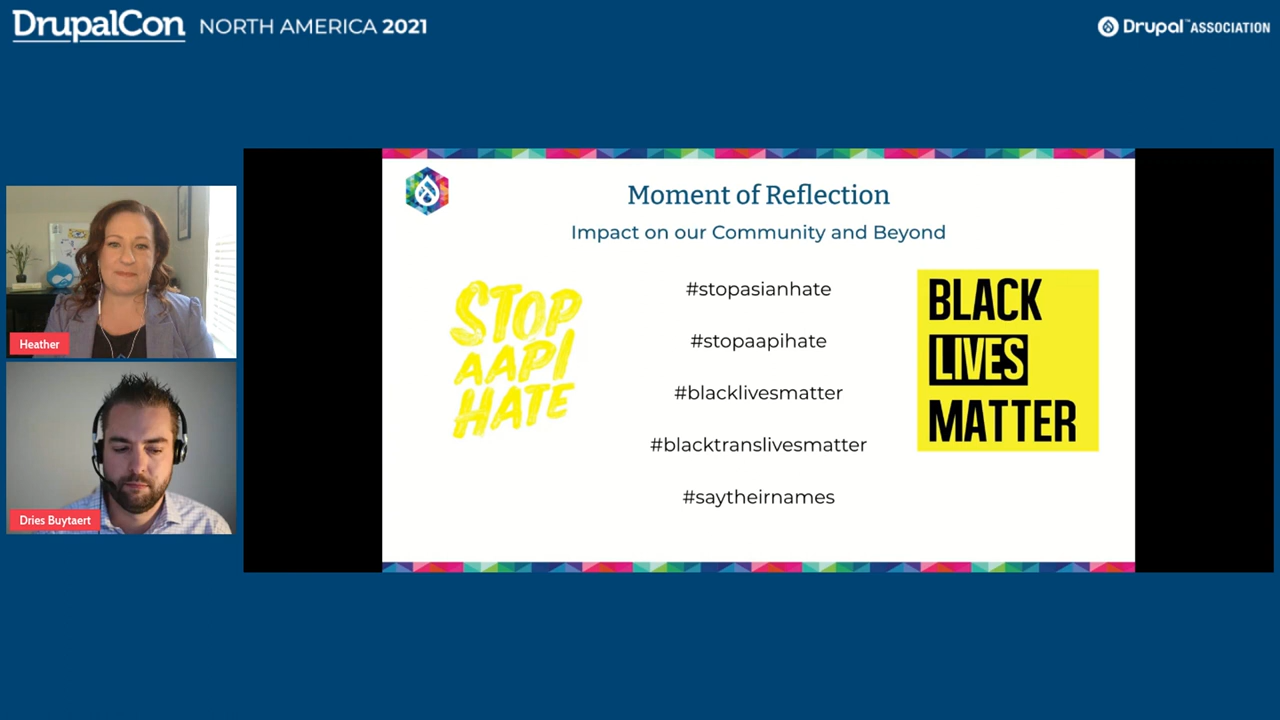 DrupalCon NORTH AMERICA 2021
Drupal™ ASSOCIATION
Moment of Reflection
Impact on our Community and Beyond
STOP
AAPI
HATE
#stopasianhate
#stopaapihate
#blacklivesmatter
#blacktranslivesmatter
#saytheirnames
BLACK
LIVES
MATTER
Heather
Dries Buytaert